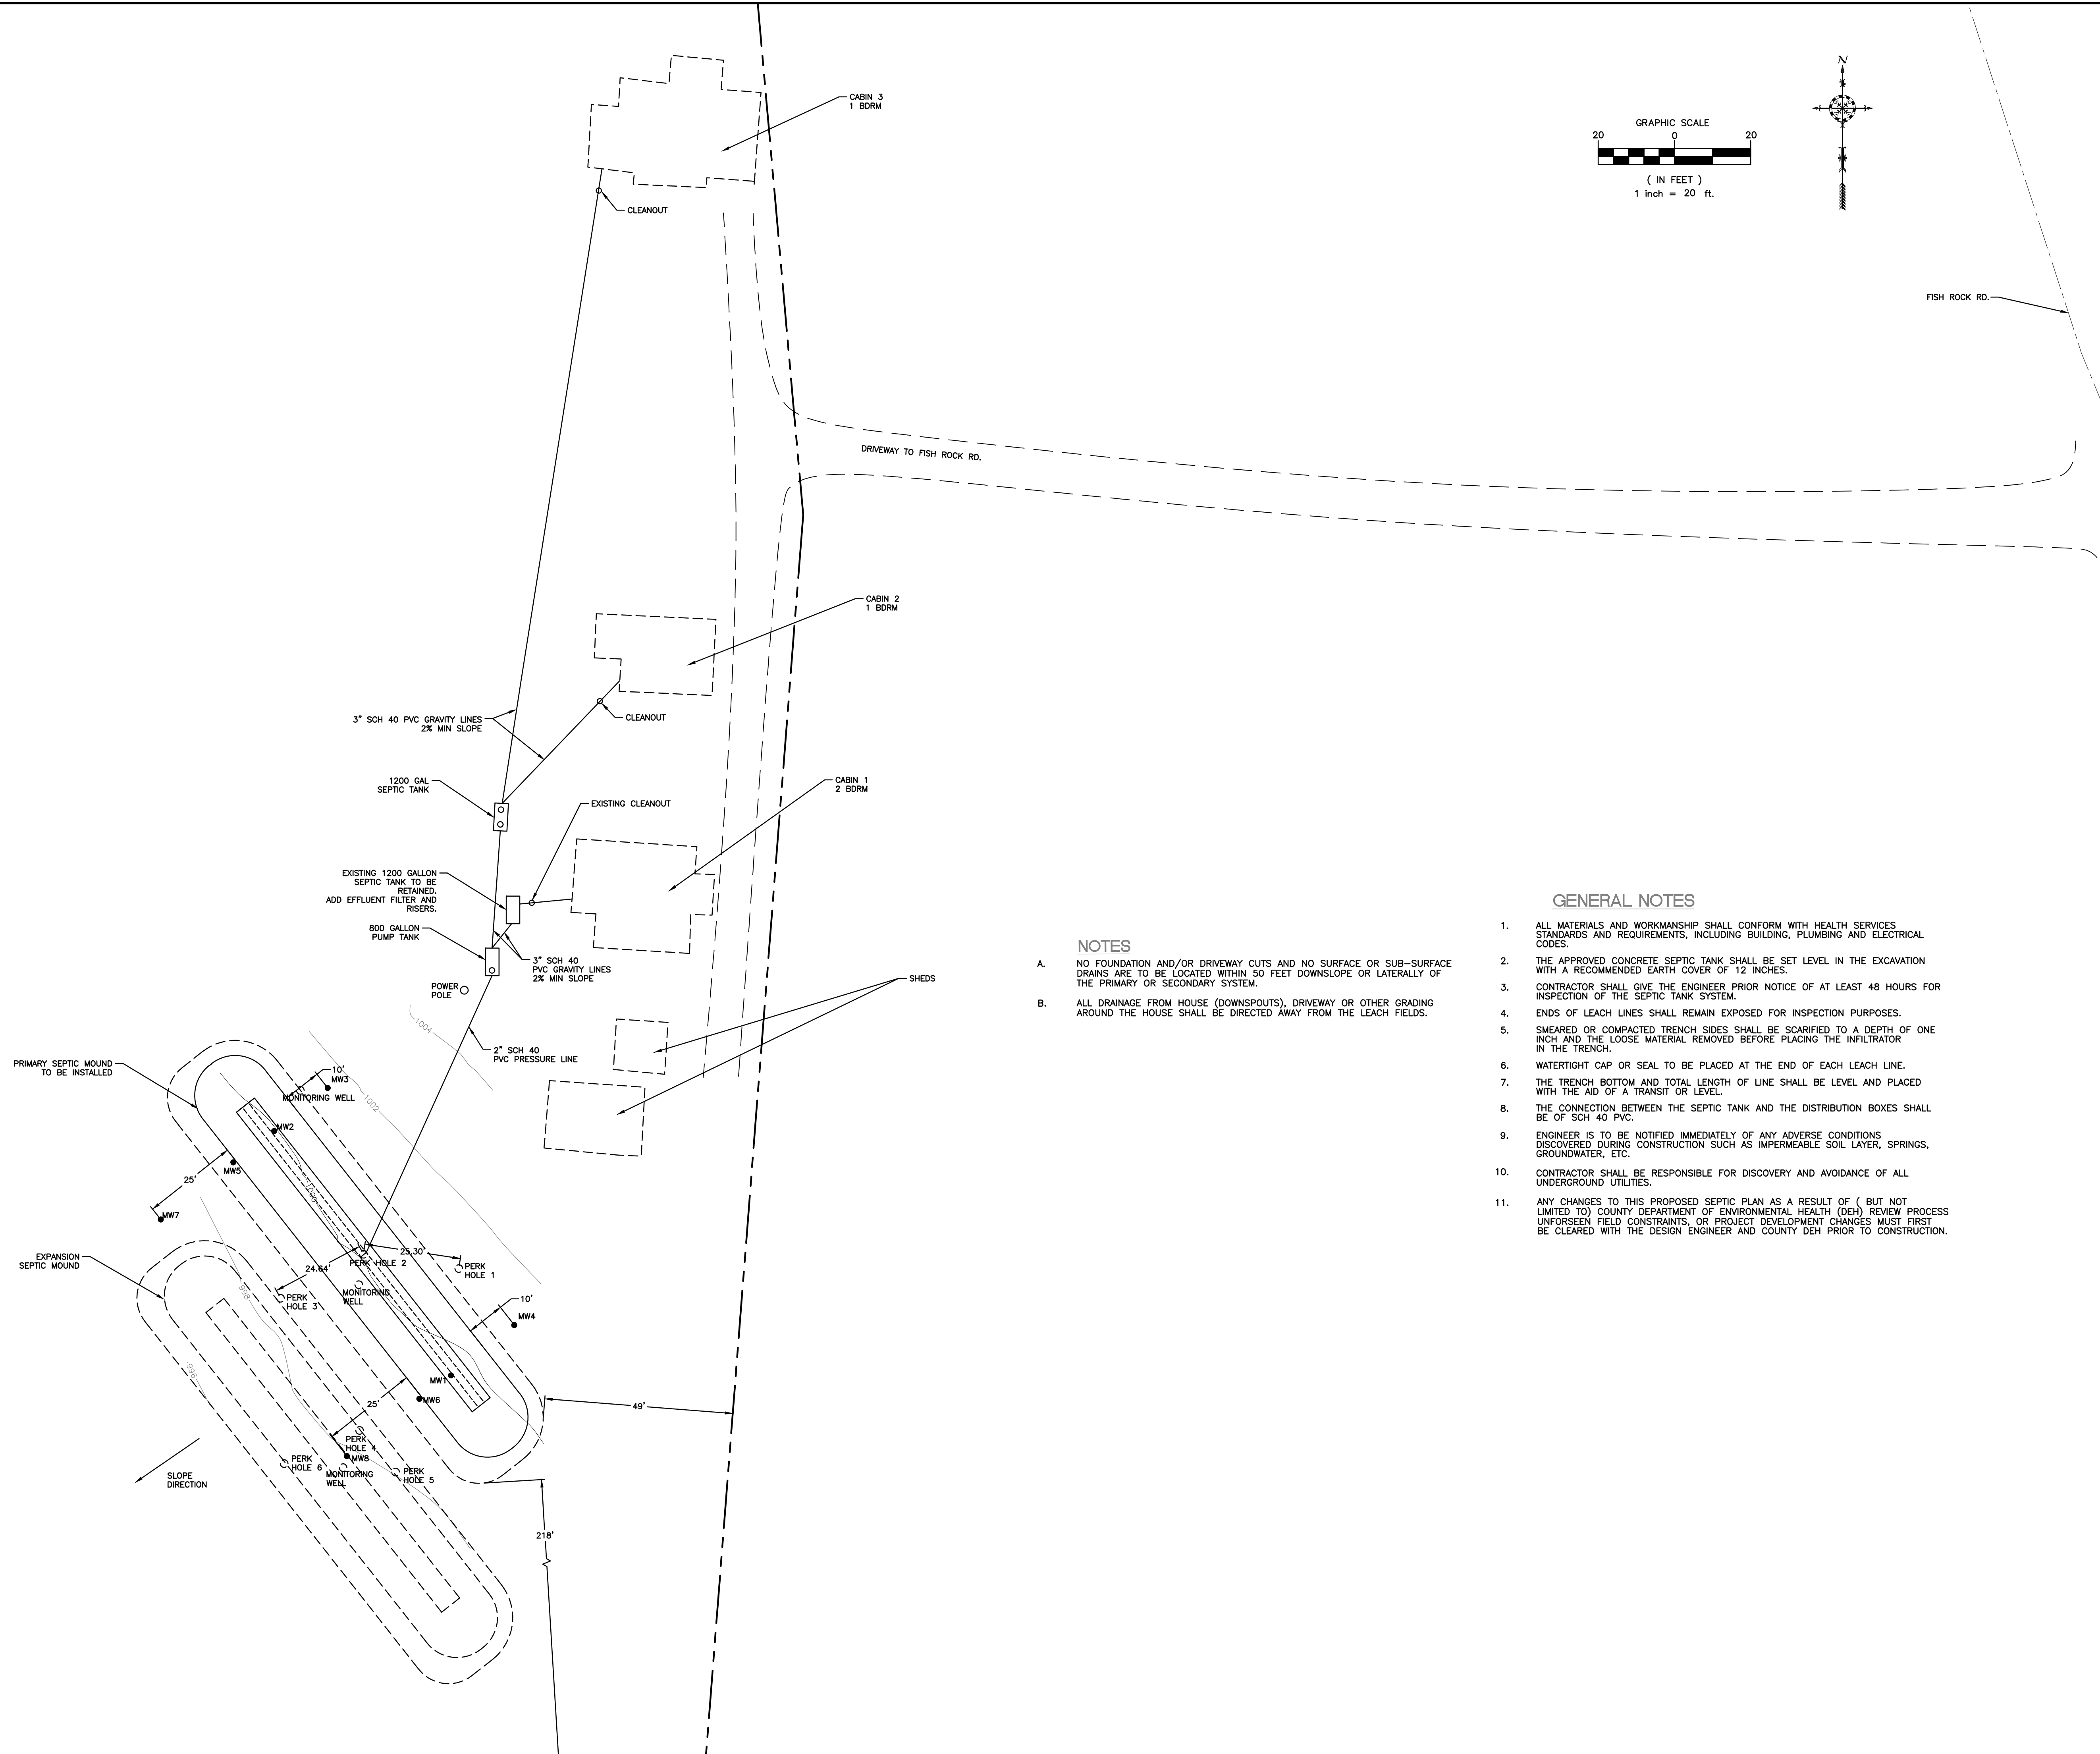 CABIN 3
1 BDRM
CLEANOUT
N
GRAPHIC SCALE
20 0 20
( IN FEET )
1 inch = 20 ft.
FISH ROCK RD.
DRIVEWAY TO FISH ROCK RD.
CABIN 2
1 BDRM
CLEANOUT
3" SCH 40 PVC GRAVITY LINES
2% MIN SLOPE
1200 GAL
SEPTIC TANK
CABIN 1
2 BDRM
EXISTING CLEANOUT
EXISTING 1200 GALLON
SEPTIC TANK TO BE
RETAINED.
ADD EFFLUENT FILTER AND
RISERS.
800 GALLON
PUMP TANK
3" SCH 40
PVC GRAVITY LINES
2% MIN SLOPE
POWER
POLE
SHEDS
1004
2" SCH 40
PVC PRESSURE LINE
PRIMARY SEPTIC MOUND
TO BE INSTALLED
10'
MW3
MONITORING WELL
1002
MW2
MW5
25'
1000
MW7
EXPANSION
SEPTIC MOUND
25.30'
PERK HOLE 2
PERK
HOLE 1
24.64'
998
PERK
HOLE 3
MONITORING
WELL
10'
MW4
996
MW1
MW6
25'
49'
PERK
HOLE 4
MW8
PERK
HOLE 6
MONITORING
WELL
PERK
HOLE 5
SLOPE
DIRECTION
218'
NOTES
A. NO FOUNDATION AND/OR DRIVEWAY CUTS AND NO SURFACE OR SUB-SURFACE
DRAINS ARE TO BE LOCATED WITHIN 50 FEET DOWNSLOPE OR LATERALLY OF
THE PRIMARY OR SECONDARY SYSTEM.
B. ALL DRAINAGE FROM HOUSE (DOWNSPOUTS), DRIVEWAY OR OTHER GRADING
AROUND THE HOUSE SHALL BE DIRECTED AWAY FROM THE LEACH FIELDS.
GENERAL NOTES
1. ALL MATERIALS AND WORKMANSHIP SHALL CONFORM WITH HEALTH SERVICES
STANDARDS AND REQUIREMENTS, INCLUDING BUILDING, PLUMBING AND ELECTRICAL
CODES.
2. THE APPROVED CONCRETE SEPTIC TANK SHALL BE SET LEVEL IN THE EXCAVATION
WITH A RECOMMENDED EARTH COVER OF 12 INCHES.
3. CONTRACTOR SHALL GIVE THE ENGINEER PRIOR NOTICE OF AT LEAST 48 HOURS FOR
INSPECTION OF THE SEPTIC TANK SYSTEM.
4. ENDS OF LEACH LINES SHALL REMAIN EXPOSED FOR INSPECTION PURPOSES.
5. SMEARED OR COMPACTED TRENCH SIDES SHALL BE SCARIFIED TO A DEPTH OF ONE
INCH AND THE LOOSE MATERIAL REMOVED BEFORE PLACING THE INFILTRATOR
IN THE TRENCH.
6. WATERTIGHT CAP OR SEAL TO BE PLACED AT THE END OF EACH LEACH LINE.
7. THE TRENCH BOTTOM AND TOTAL LENGTH OF LINE SHALL BE LEVEL AND PLACED
WITH THE AID OF A TRANSIT OR LEVEL.
8. THE CONNECTION BETWEEN THE SEPTIC TANK AND THE DISTRIBUTION BOXES SHALL
BE OF SCH 40 PVC.
9. ENGINEER IS TO BE NOTIFIED IMMEDIATELY OF ANY ADVERSE CONDITIONS
DISCOVERED DURING CONSTRUCTION SUCH AS IMPERMEABLE SOIL LAYER, SPRINGS,
GROUNDWATER, ETC.
10. CONTRACTOR SHALL BE RESPONSIBLE FOR DISCOVERY AND AVOIDANCE OF ALL
UNDERGROUND UTILITIES.
11. ANY CHANGES TO THIS PROPOSED SEPTIC PLAN AS A RESULT OF ( BUT NOT
LIMITED TO) COUNTY DEPARTMENT OF ENVIRONMENTAL HEALTH (DEH) REVIEW PROCESS
UNFORSEEN FIELD CONSTRAINTS, OR PROJECT DEVELOPMENT CHANGES MUST FIRST
BE CLEARED WITH THE DESIGN ENGINEER AND COUNTY DEH PRIOR TO CONSTRUCTION.